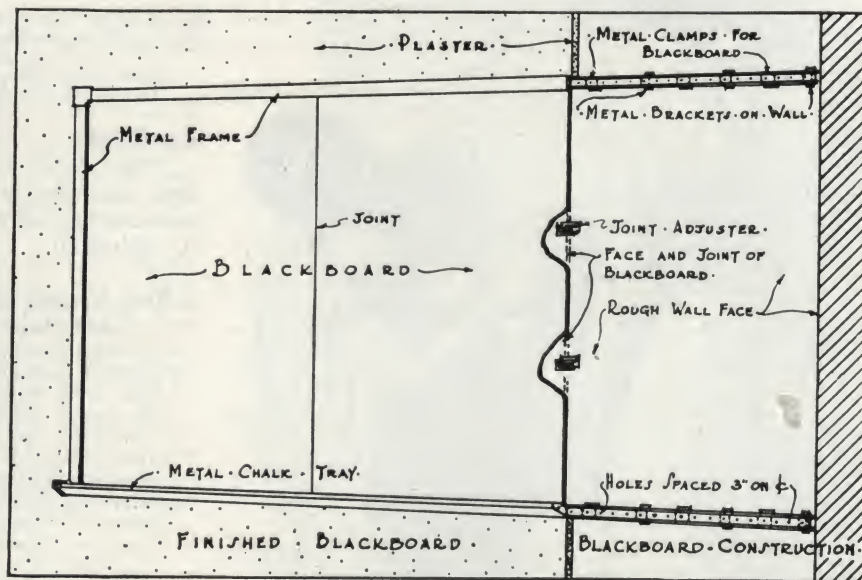 ·PLASTER·
METAL·CLAMPS·FOR
BLACKBOARD
·METAL·BRACKETS·ON·WALL·
METAL FRAME
JOINT
JOINT·ADJUSTER·
FACE AND JOINT OF
BLACKBOARD·
BLACKBOARD
ROUGH WALL FACE
·METAL·CHALK·TRAY·
HOLES SPACED 3" ON ℄
·FINISHED·BLACKBOARD·
BLACKBOARD·CONSTRUCTION·